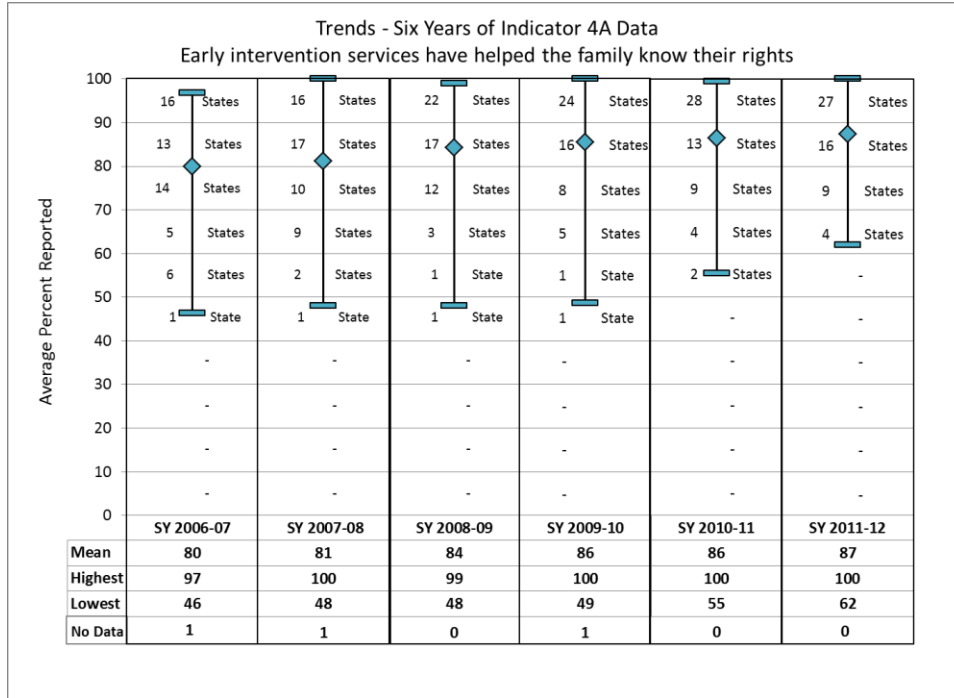 Trends - Six Years of Indicator 4A Data
Early intervention services have helped the family know their rights
Average Percent Reported
100
16 States 16 States 22 States 24 States 28 States 27 States
90
13 States 17 States 17 States 16 States 13 States 16 States
80
14 States 10 States 12 States 8 States 9 States 9 States
70
5 States 9 States 3 States 5 States 4 States 4 States
60
6 States 2 States 1 State 1 State 2 States -
50
1 State 1 State 1 State 1 State - -
40
- - - - - -
30
- - - - - -
20
- - - - - -
10
- - - - - -
0
SY 2006-07 SY 2007-08 SY 2008-09 SY 2009-10 SY 2010-11 SY 2011-12
Mean 80 81 84 86 86 87
Highest 97 100 99 100 100 100
Lowest 46 48 48 49 55 62
No Data 1 1 0 1 0 0